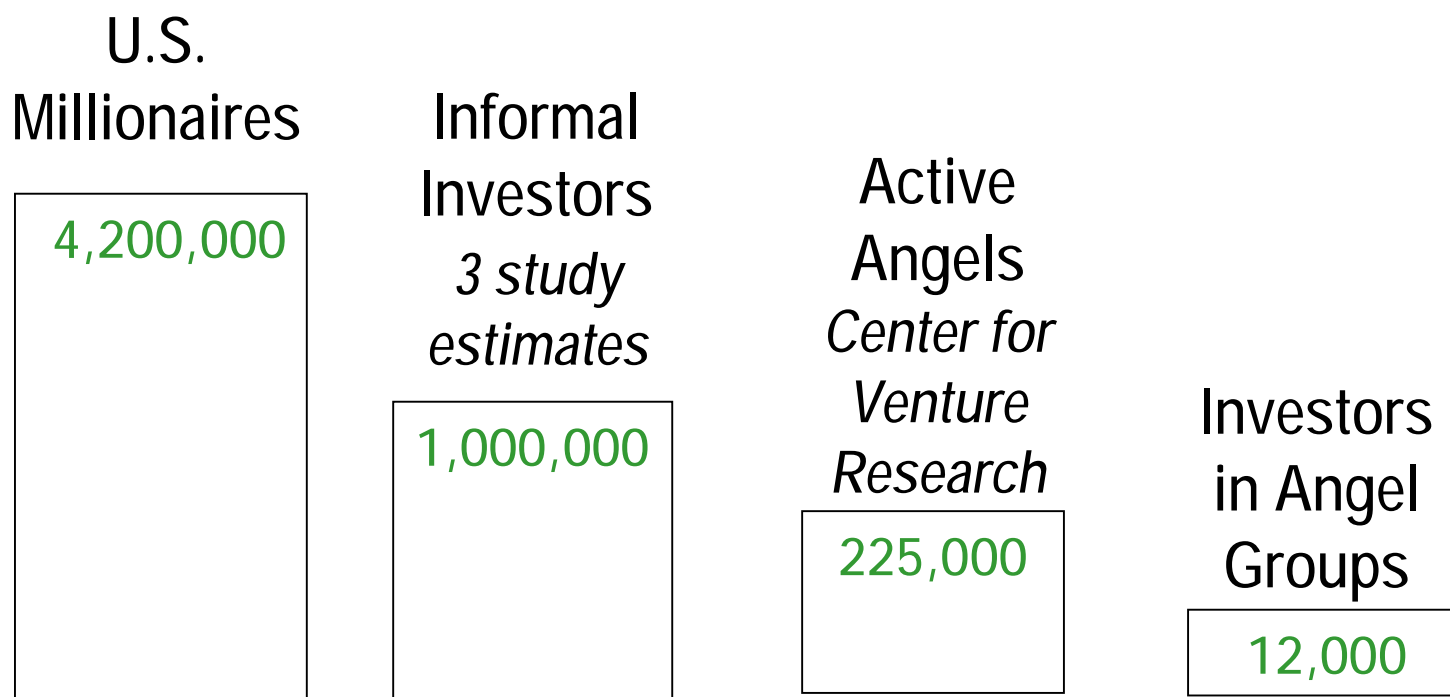 U.S.
Millionaires
4,200,000
Informal
Investors
3 study
estimates
1,000,000
Active
Angels
Center for
Venture
Research
225,000
Investors
in Angel
Groups
12,000